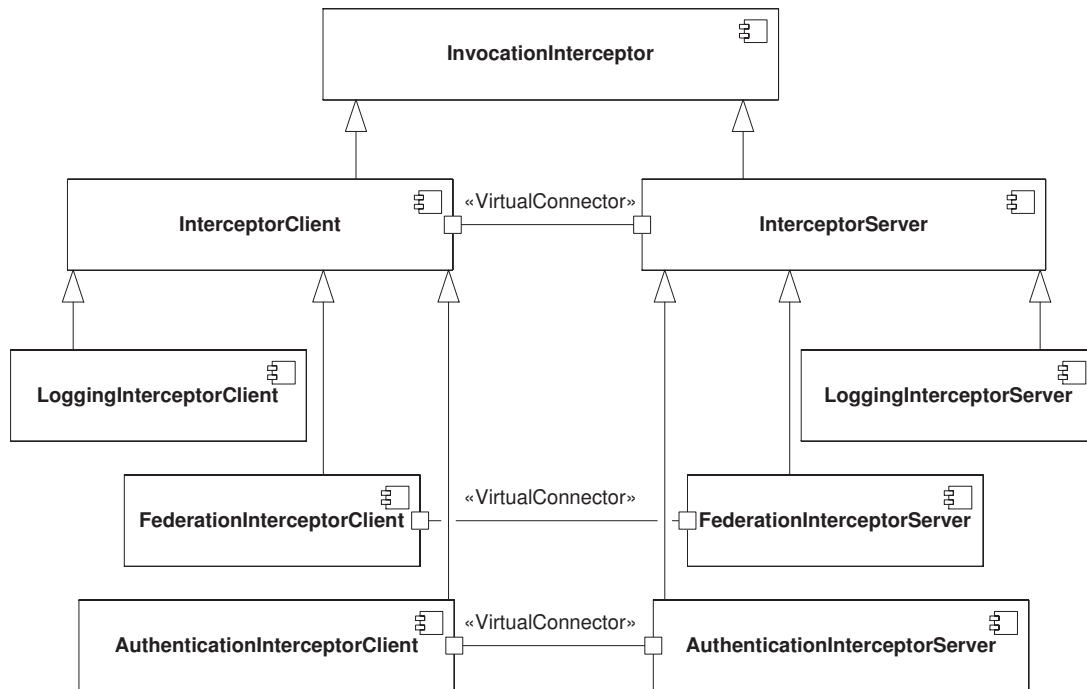 InvocationInterceptor
«VirtualConnector»
InterceptorClient
InterceptorServer
LoggingInterceptorClient
LoggingInterceptorServer
«VirtualConnector»
FederationInterceptorClient
FederationInterceptorServer
«VirtualConnector»
AuthenticationInterceptorClient
AuthenticationInterceptorServer